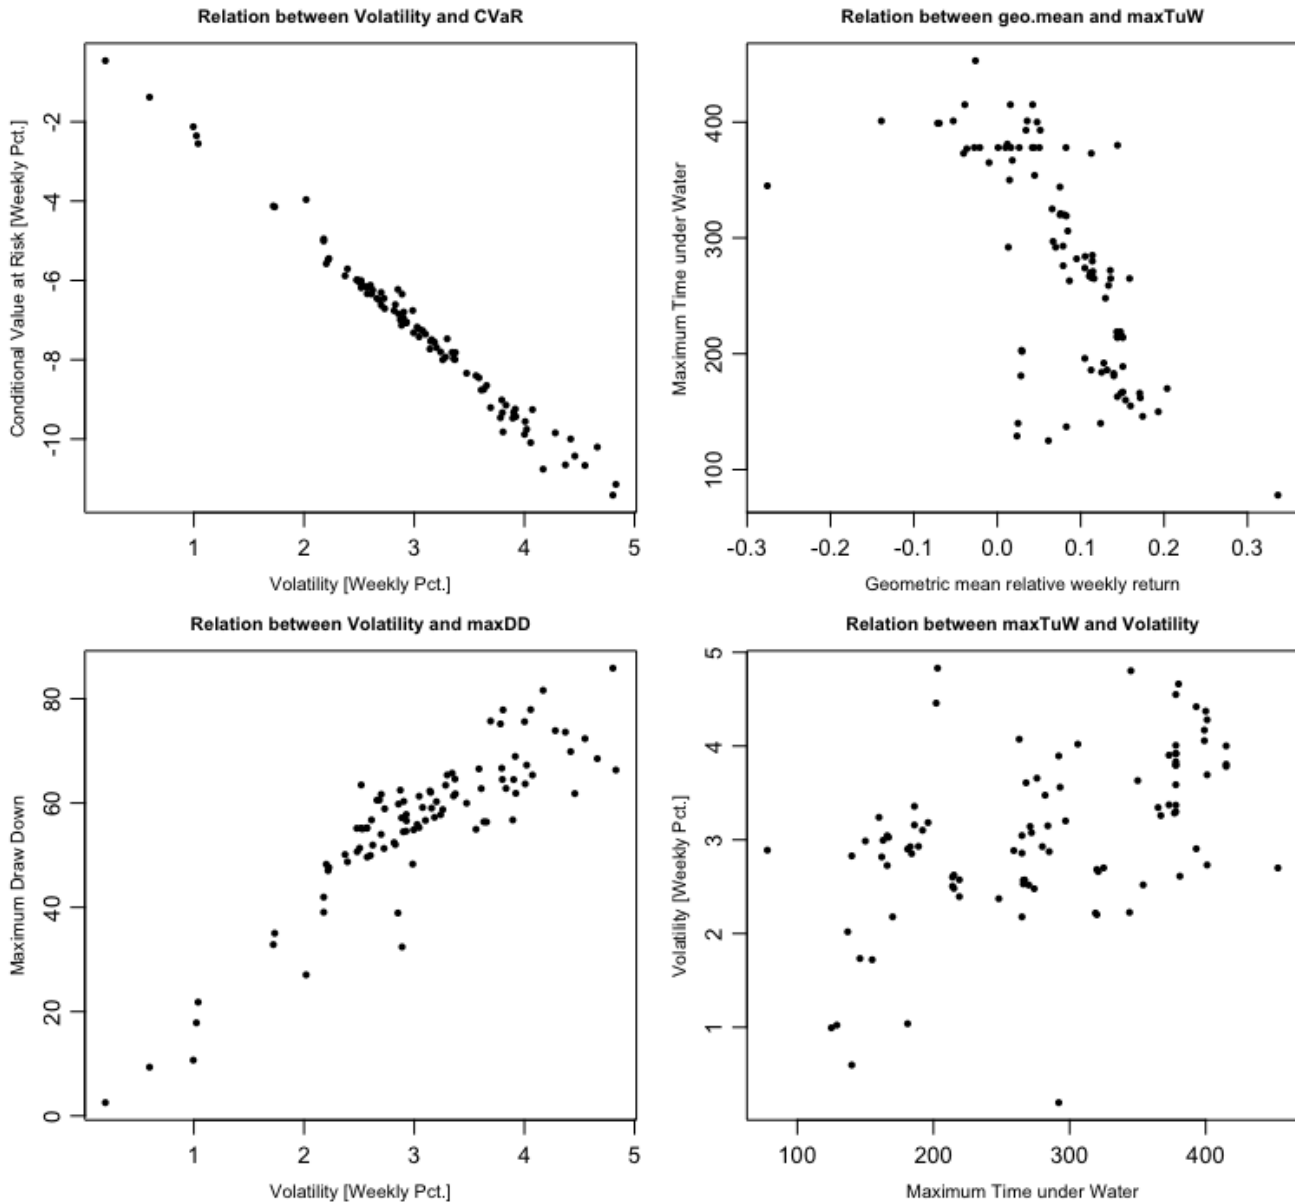 Relation between Volatility and CVaR
Conditional Value at Risk [Weekly Pct.]
-2
-4
-6
-8
-10
1 2 3 4 5
Volatility [Weekly Pct.]
Relation between geo.mean and maxTuW
Maximum Time under Water
400
300
200
100
-0.3 -0.2 -0.1 0.0 0.1 0.2 0.3
Geometric mean relative weekly return
Relation between Volatility and maxDD
Maximum Draw Down
80
60
40
20
0
1 2 3 4 5
Volatility [Weekly Pct.]
Relation between maxTuW and Volatility
Volatility [Weekly Pct.]
5
4
3
2
1
100 200 300 400
Maximum Time under Water